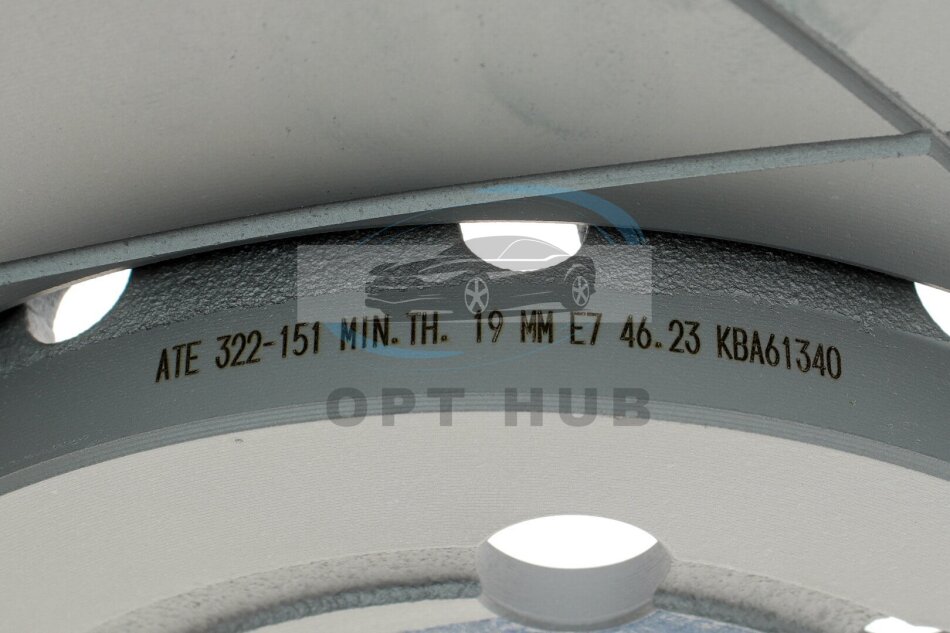 ATE 322-151 MIN.TH. 19 MM E7 46.23 KBA61340
OPT HUB